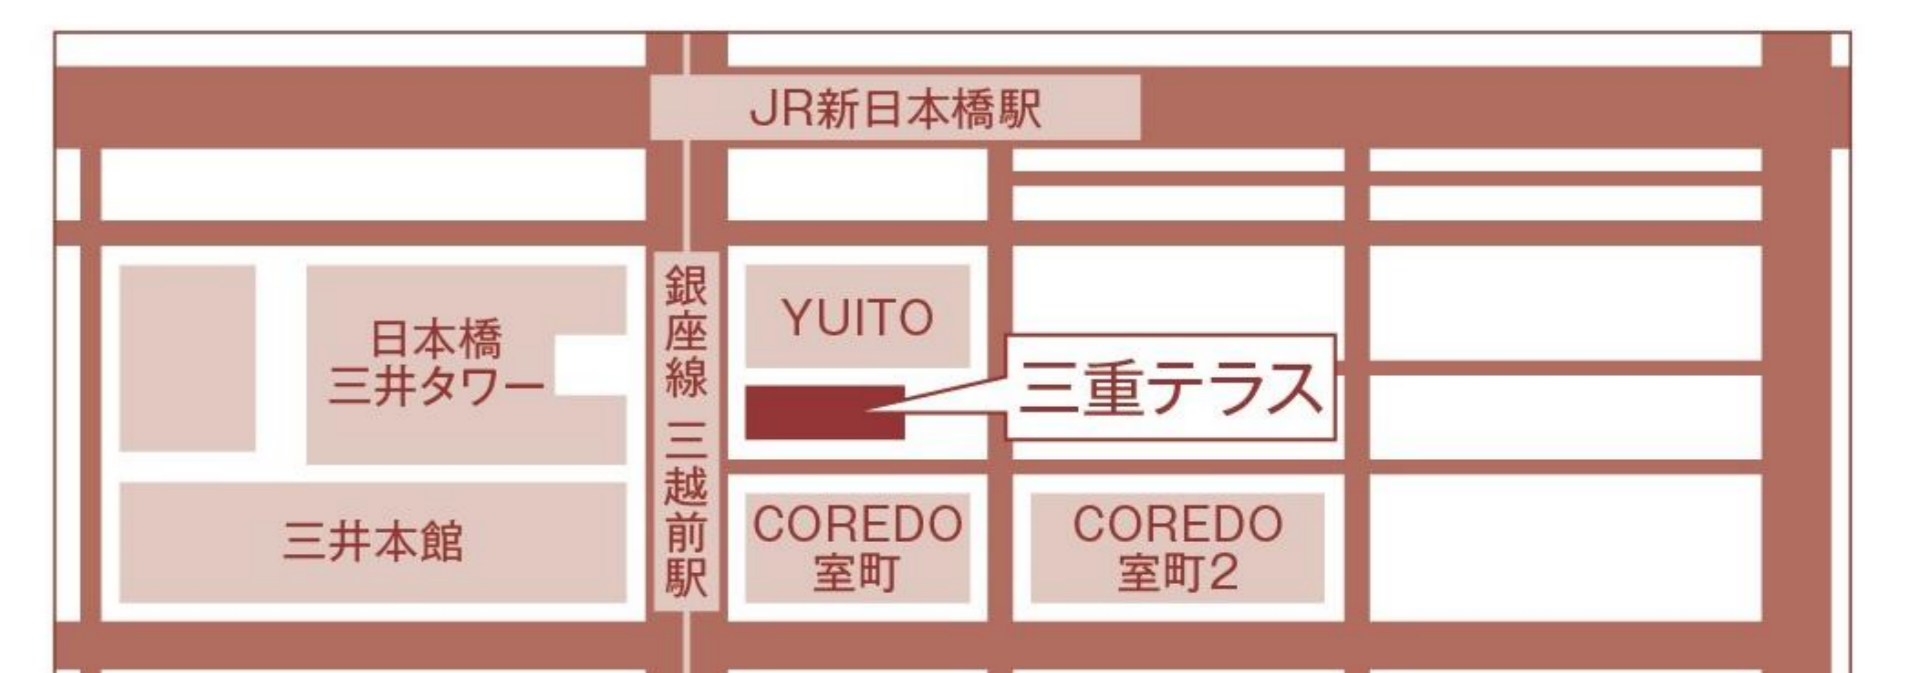 JR新日本橋駅
銀座線 三越前駅
YUITO
日本橋
三井タワー
三重テラス
三井本館
COREDO
室町
COREDO
室町2